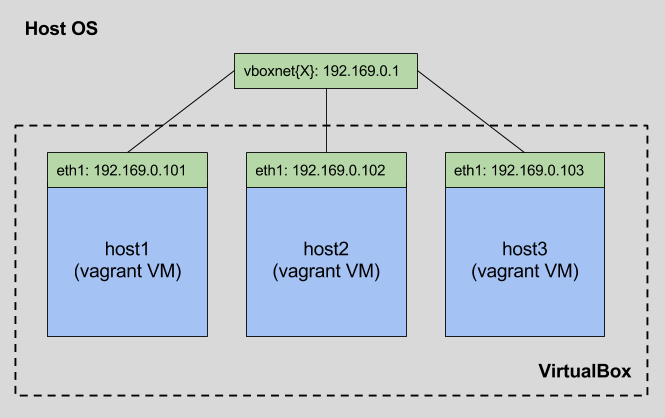 Host OS
vboxnet{X}: 192.169.0.1
eth1: 192.169.0.101
eth1: 192.169.0.102
eth1: 192.169.0.103
host1
(vagrant VM)
host2
(vagrant VM)
host3
(vagrant VM)
VirtualBox